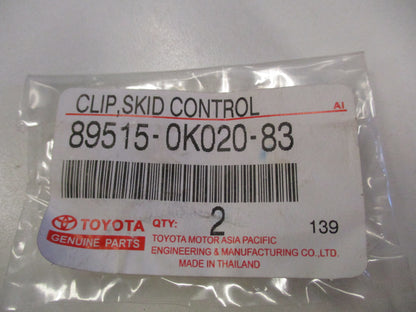 CLIP,SKID CONTROL
AI
89515-0K020-83
TOYOTA
GENUINE PARTS
QTY: 2
139
TOYOTA MOTOR ASIA PACIFIC
ENGINEERING & MANUFACTURING CO.,LTD.
MADE IN THAILAND